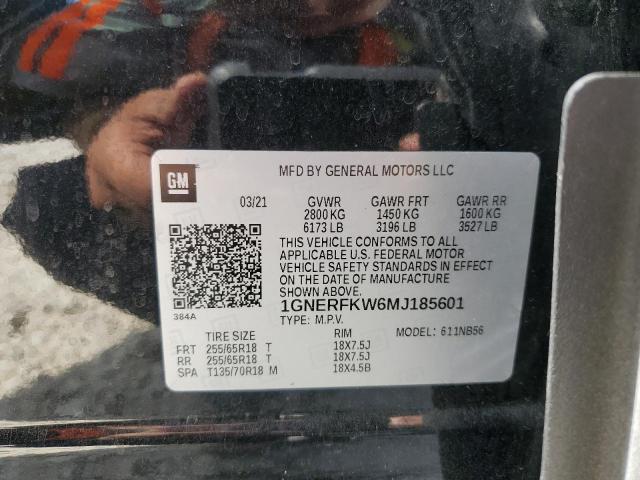 GM
MFD BY GENERAL MOTORS LLC
03/21 GVWR GAWR FRT GAWR RR
2800 KG 1450 KG 1600 KG
6173 LB 3196 LB 3527 LB
THIS VEHICLE CONFORMS TO ALL
APPLICABLE U.S. FEDERAL MOTOR
VEHICLE SAFETY STANDARDS IN EFFECT
ON THE DATE OF MANUFACTURE
SHOWN ABOVE.
384A
1GNERFKW6MJ185601
TYPE: M.P.V. MODEL: 611NB56
TIRE SIZE RIM
FRT 255/65R18 T 18X7.5J
RR 255/65R18 T 18X7.5J
SPA T135/70R18 M 18X4.5B